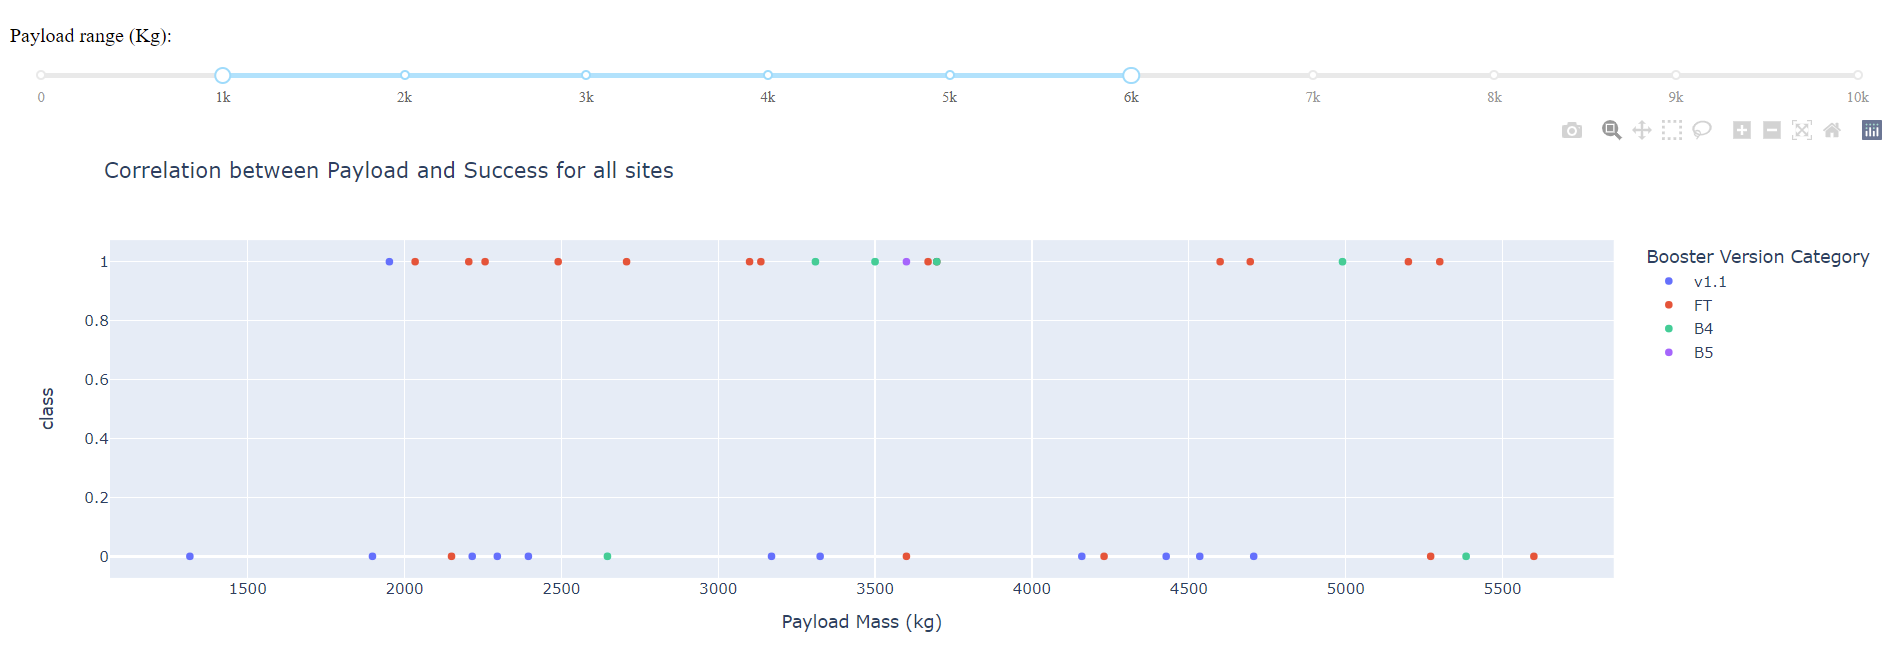 Payload range (Kg):
0 1k 2k 3k 4k 5k 6k 7k 8k 9k 10k
Correlation between Payload and Success for all sites
1
0.8
0.6
0.4
0.2
0
class
1500 2000 2500 3000 3500 4000 4500 5000 5500
Payload Mass (kg)
Booster Version Category
v1.1
FT
B4
B5